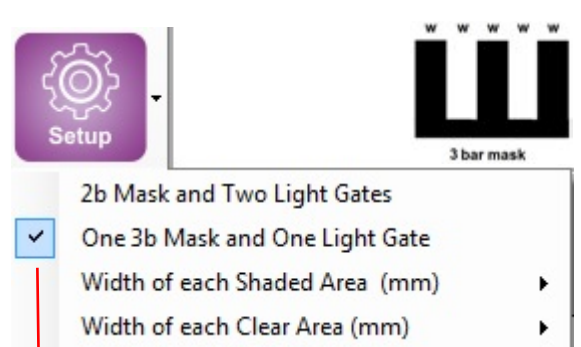 w w w w w
Setup
3 bar mask
2b Mask and Two Light Gates
One 3b Mask and One Light Gate
Width of each Shaded Area (mm)
Width of each Clear Area (mm)